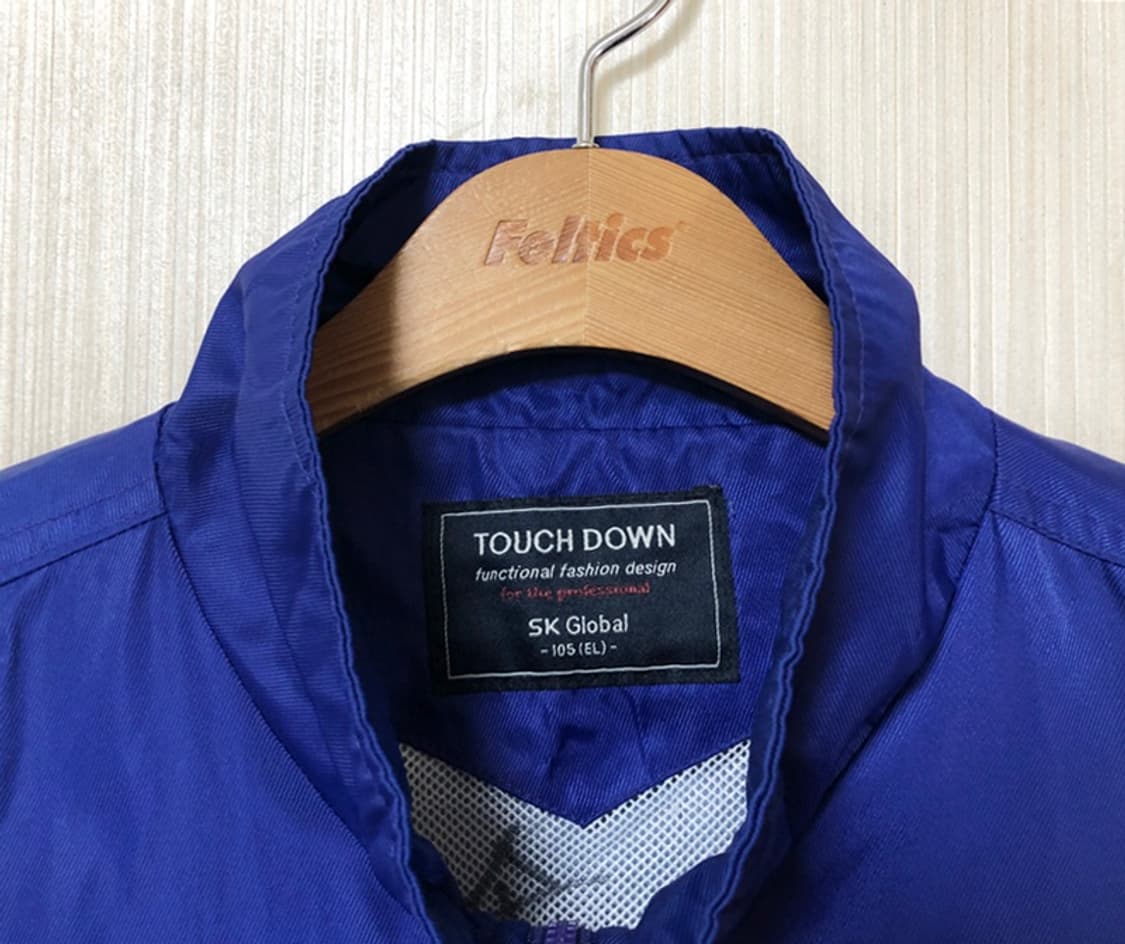 Feltics
TOUCH DOWN
functional fashion design
for the professional
SK Global
-105(EL)-